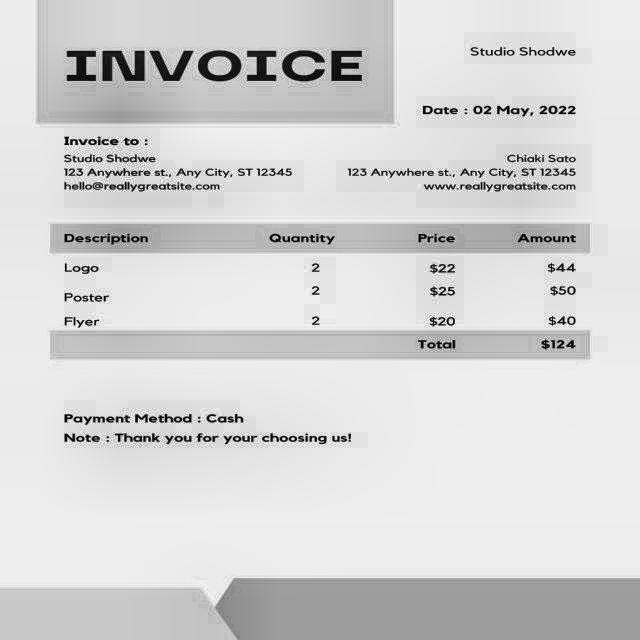 INVOICE
Studio Shodwe
Date : 02 May, 2022
Invoice to :
Studio Shodwe
123 Anywhere st., Any City, ST 12345
hello@reallygreatsite.com
Chiaki Sato
123 Anywhere st., Any City, ST 12345
www.reallygreatsite.com
Description Quantity Price Amount
Logo 2 $22 $44
Poster 2 $25 $50
Flyer 2 $20 $40
Total $124
Payment Method : Cash
Note : Thank you for your choosing us!